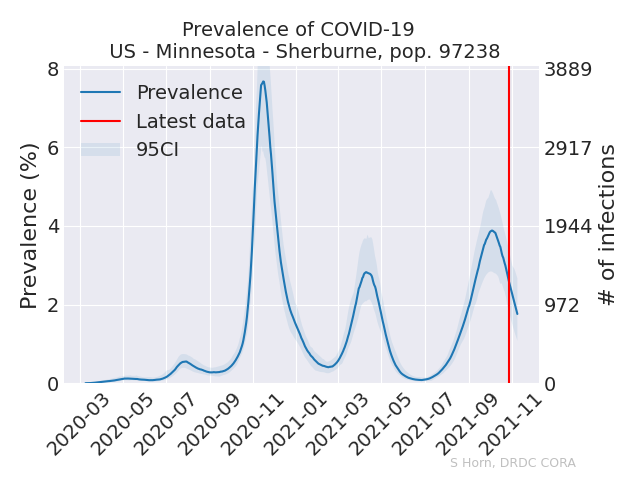 Prevalence of COVID-19
US - Minnesota - Sherburne, pop. 97238
Prevalence
Latest data
95CI
Prevalence (%)
8
6
4
2
0
3889
2917
1944
972
0
# of infections
2020-03
2020-05
2020-07
2020-09
2020-11
2021-01
2021-03
2021-05
2021-07
2021-09
2021-11
S Horn, DRDC CORA